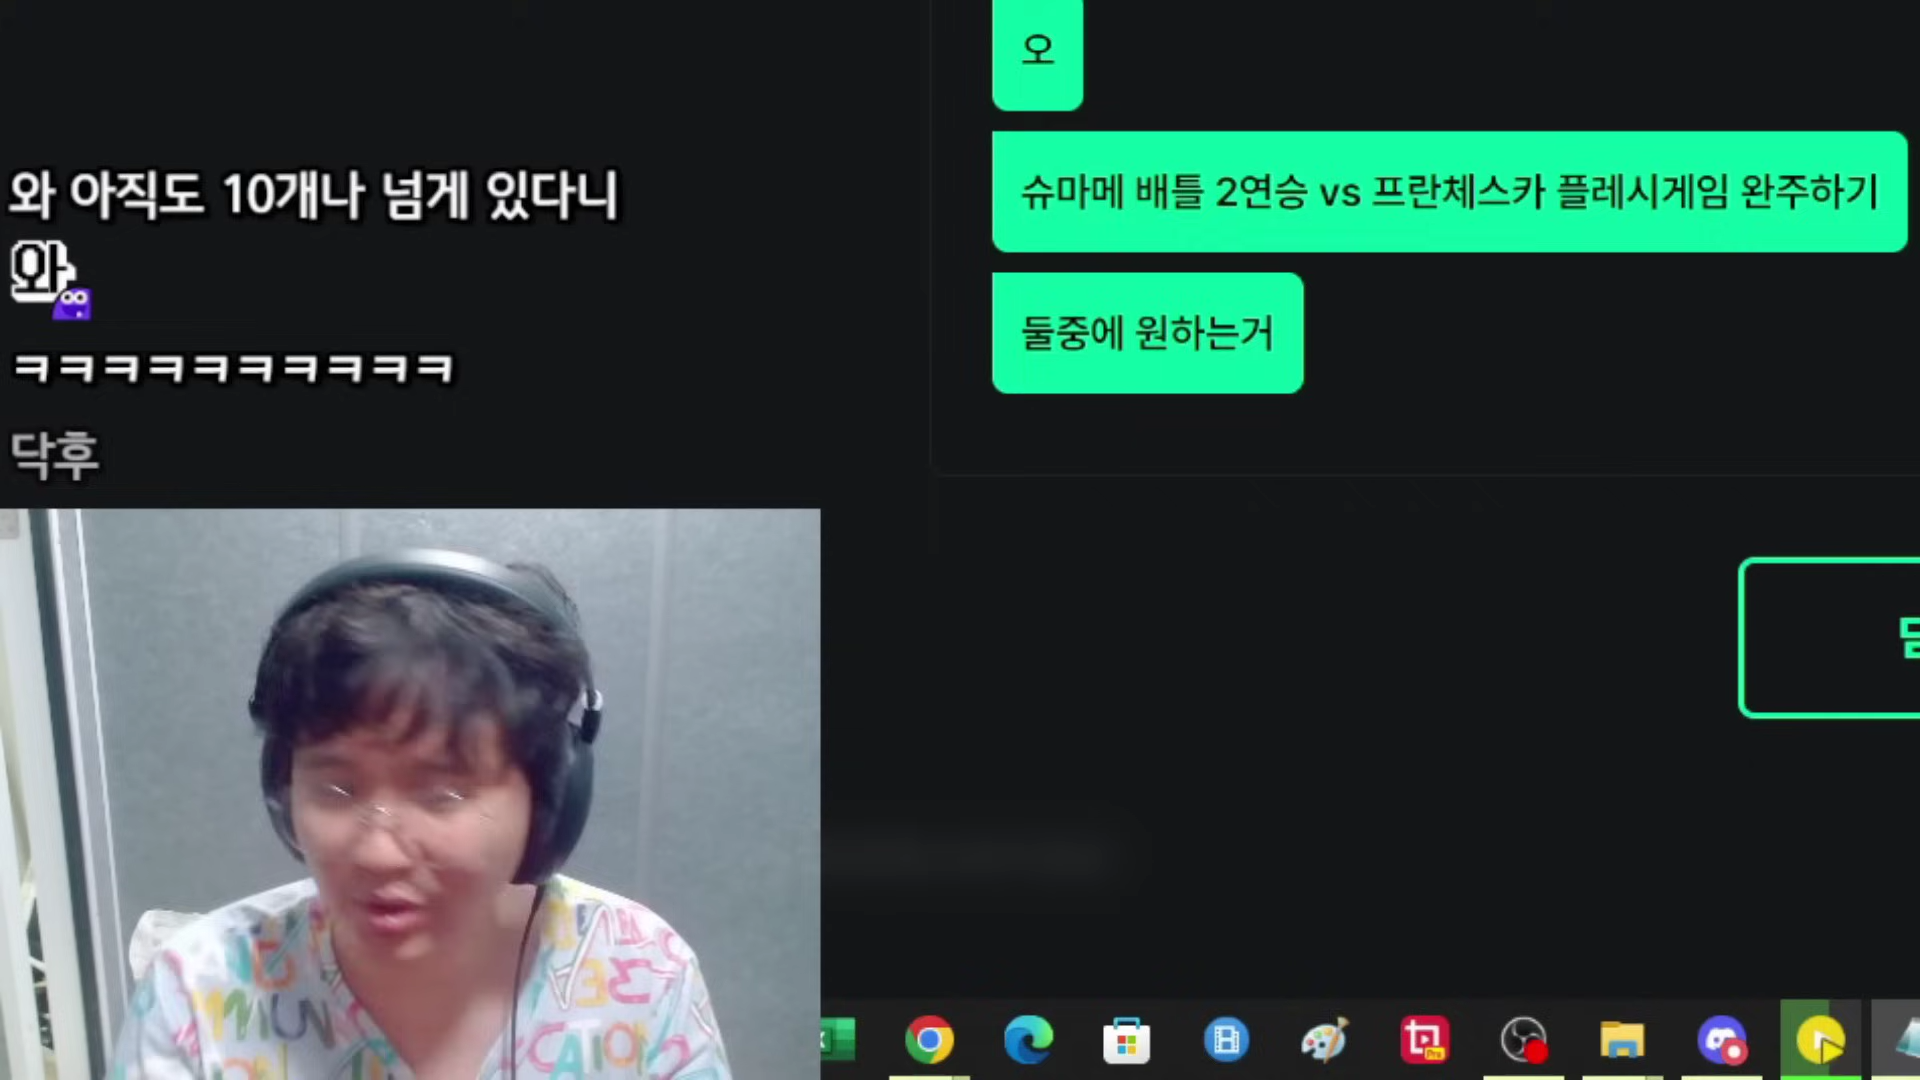 오
슈마메 배틀 2연승 vs 프란체스카 플레시게임 완주하기
둘중에 원하는거
와 아직도 10개나 넘게 있다니
와
ㅋㅋㅋㅋㅋㅋㅋㅋㅋㅋ
닥후